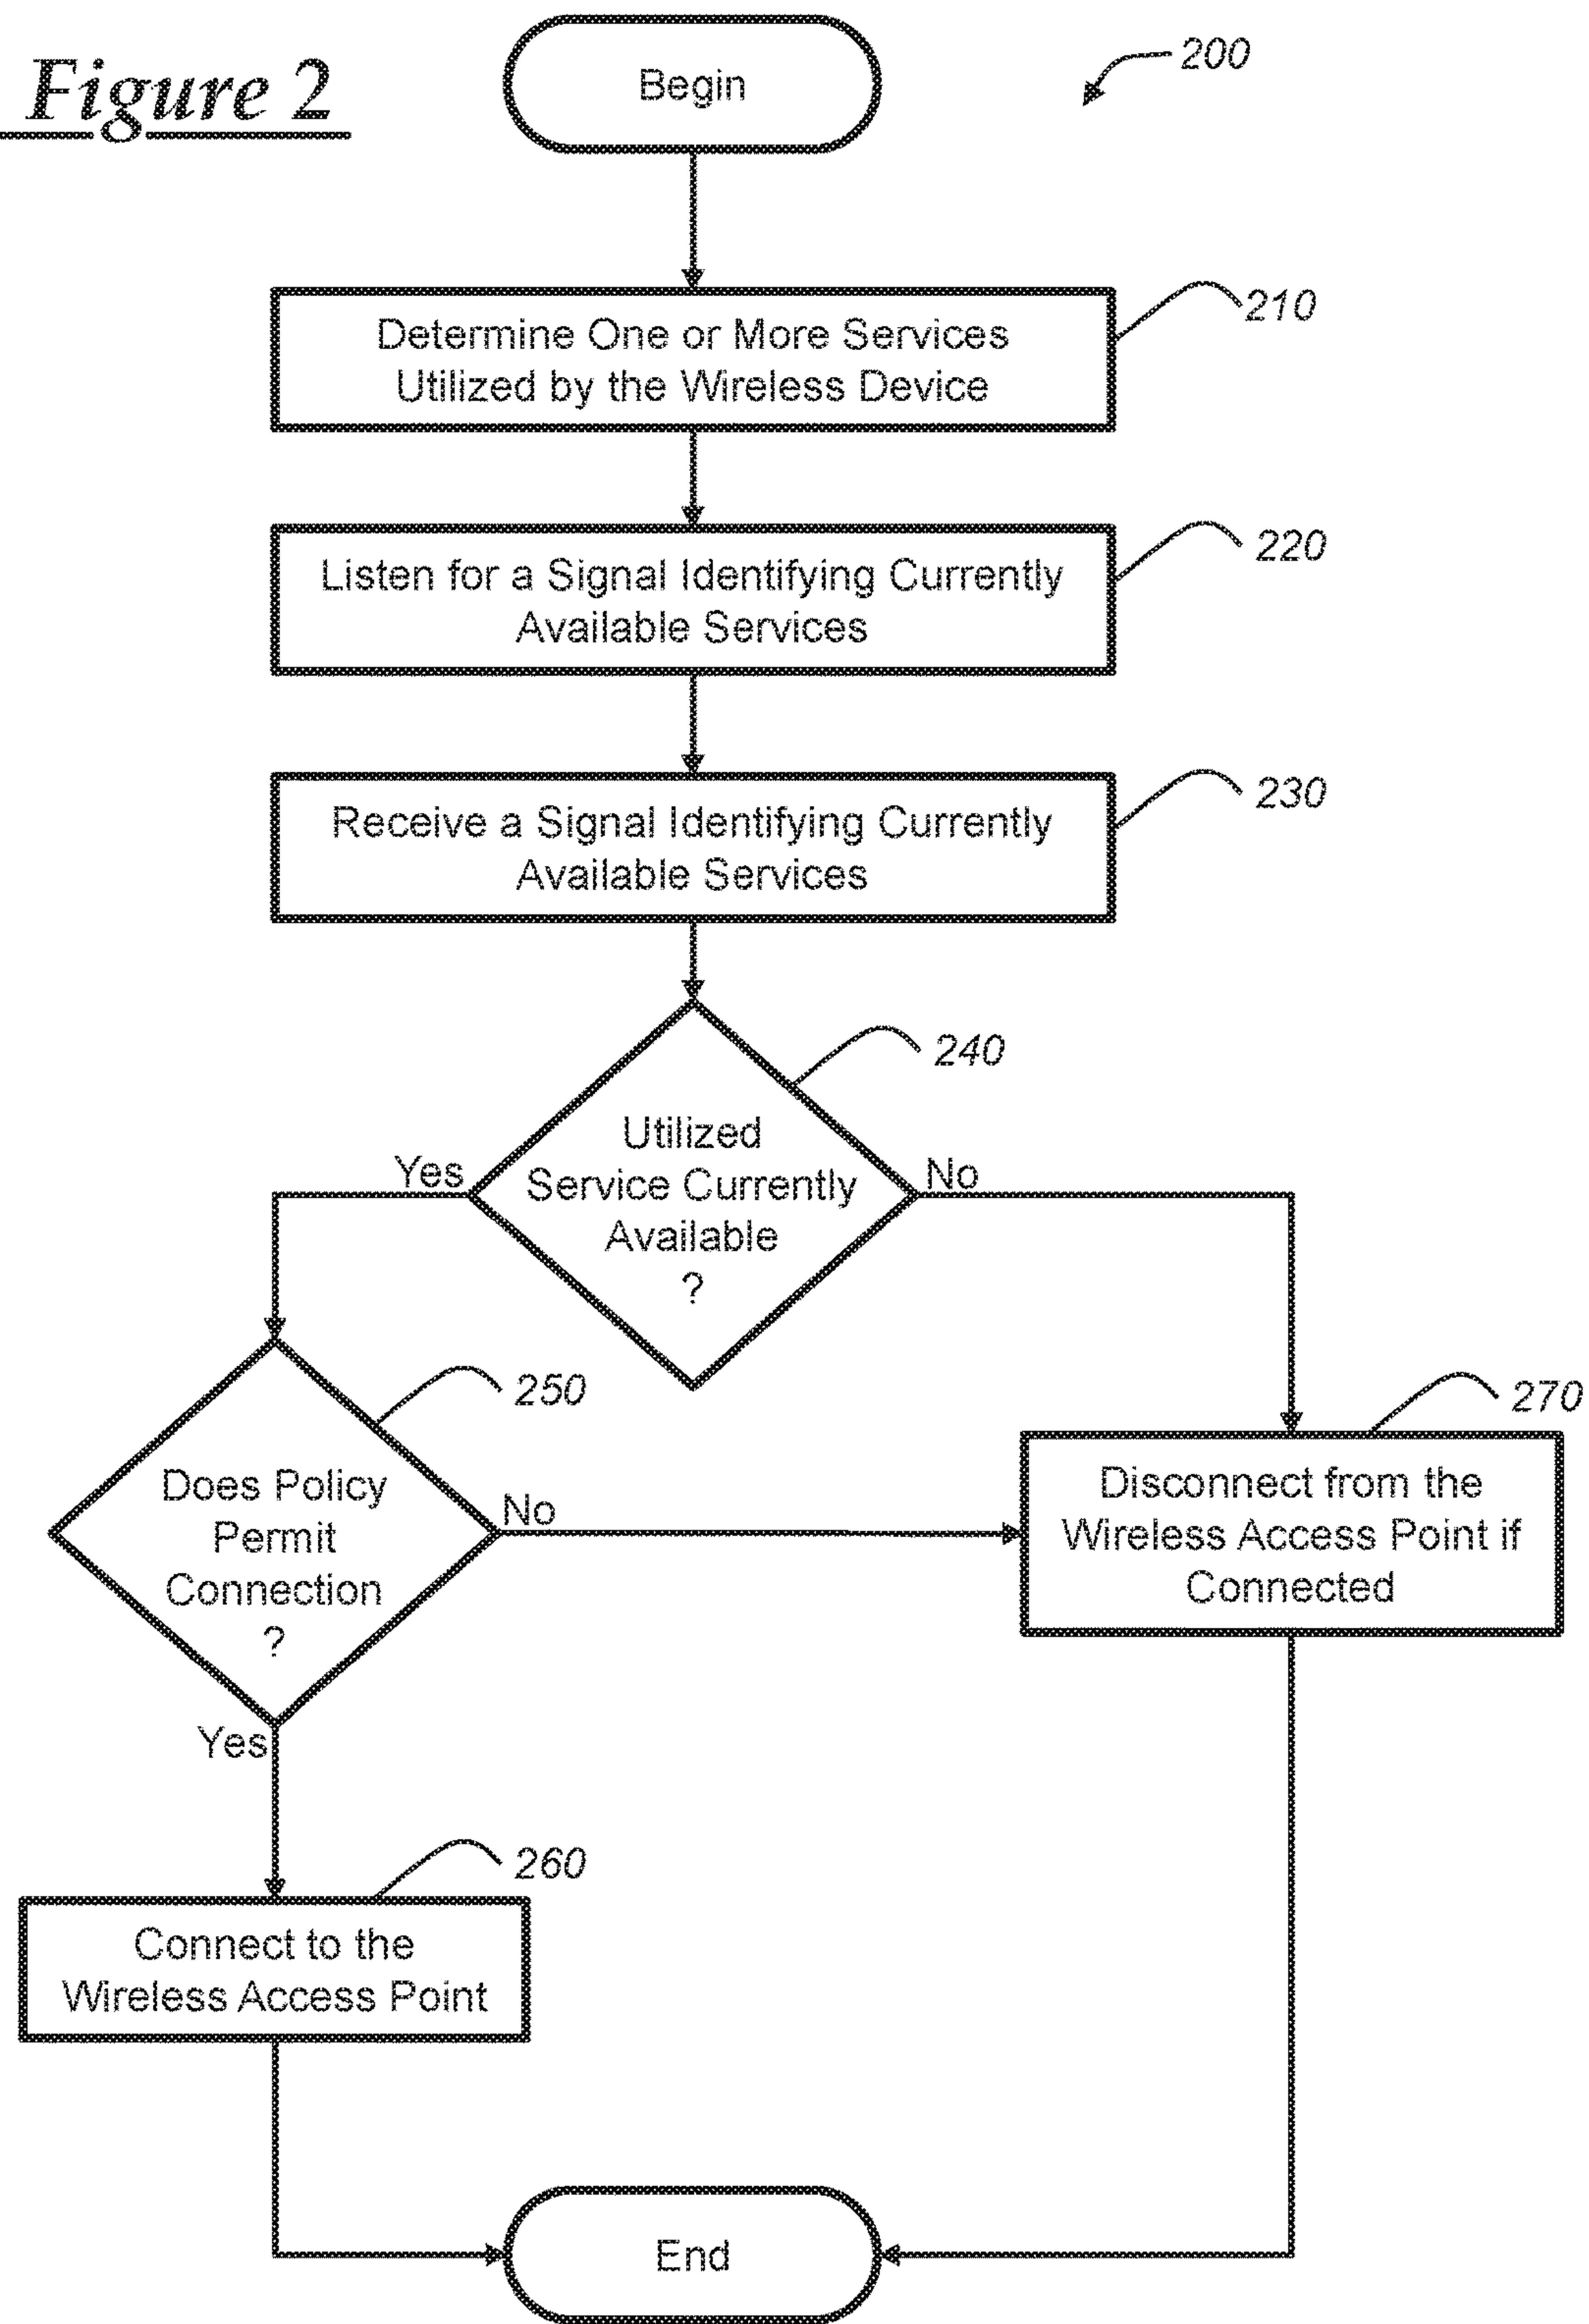 Figure 2
Begin
200
Determine One or More Services
Utilized by the Wireless Device
210
Listen for a Signal Identifying Currently
Available Services
220
Receive a Signal Identifying Currently
Available Services
230
240
Utilized
Service Currently
Available
?
Yes
No
250
Does Policy
Permit
Connection
?
No
Yes
270
Disconnect from the
Wireless Access Point if
Connected
260
Connect to the
Wireless Access Point
End